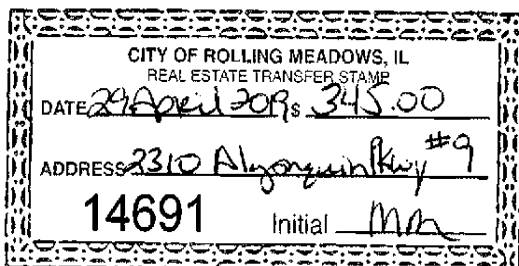 CITY OF ROLLING MEADOWS, IL
REAL ESTATE TRANSFER STAMP
DATE 29 April 2019 $ 345.00
ADDRESS 2310 Algonquin Pkwy #9
14691 Initial MM